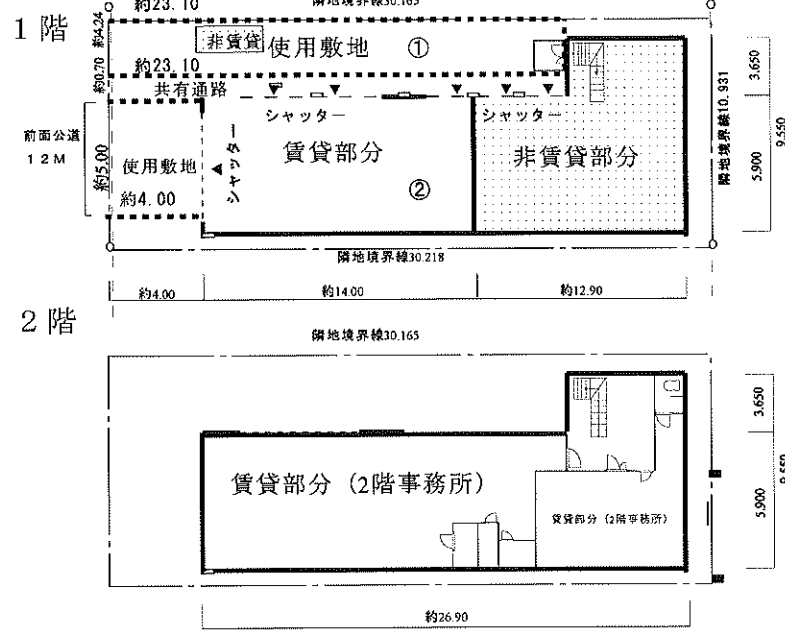 隣地境界線30.165
約23.10
1階
約4.24
非賃貸
使用敷地 ①
3.650
約23.10
約0.70
共有通路
隣地境界線10.931
9.550
シャッター
シャッター
前面公道
12M
約5.00
使用敷地
シャッター
賃貸部分
非賃貸部分
5.900
約4.00
②
隣地境界線30.218
約4.00
約14.00
約12.90
2階
隣地境界線30.165
3.650
賃貸部分（2階事務所）
賃貸部分（2階事務所）
5.900
9.550
約26.90